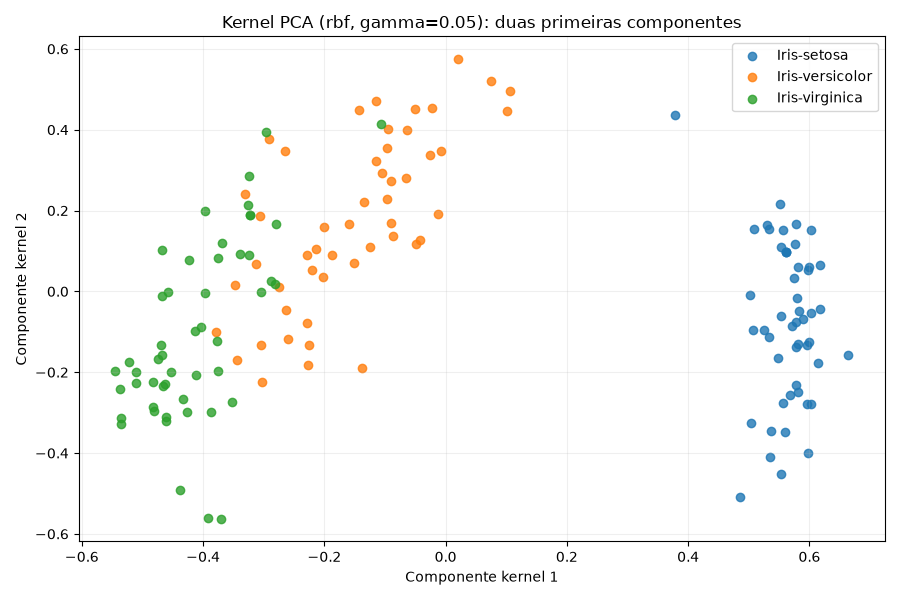 Kernel PCA (rbf, gamma=0.05): duas primeiras componentes
Iris-setosa
Iris-versicolor
Iris-virginica
Componente kernel 2
0.6
0.4
0.2
0.0
−0.2
−0.4
−0.6
−0.6
−0.4
−0.2
0.0
0.2
0.4
0.6
Componente kernel 1